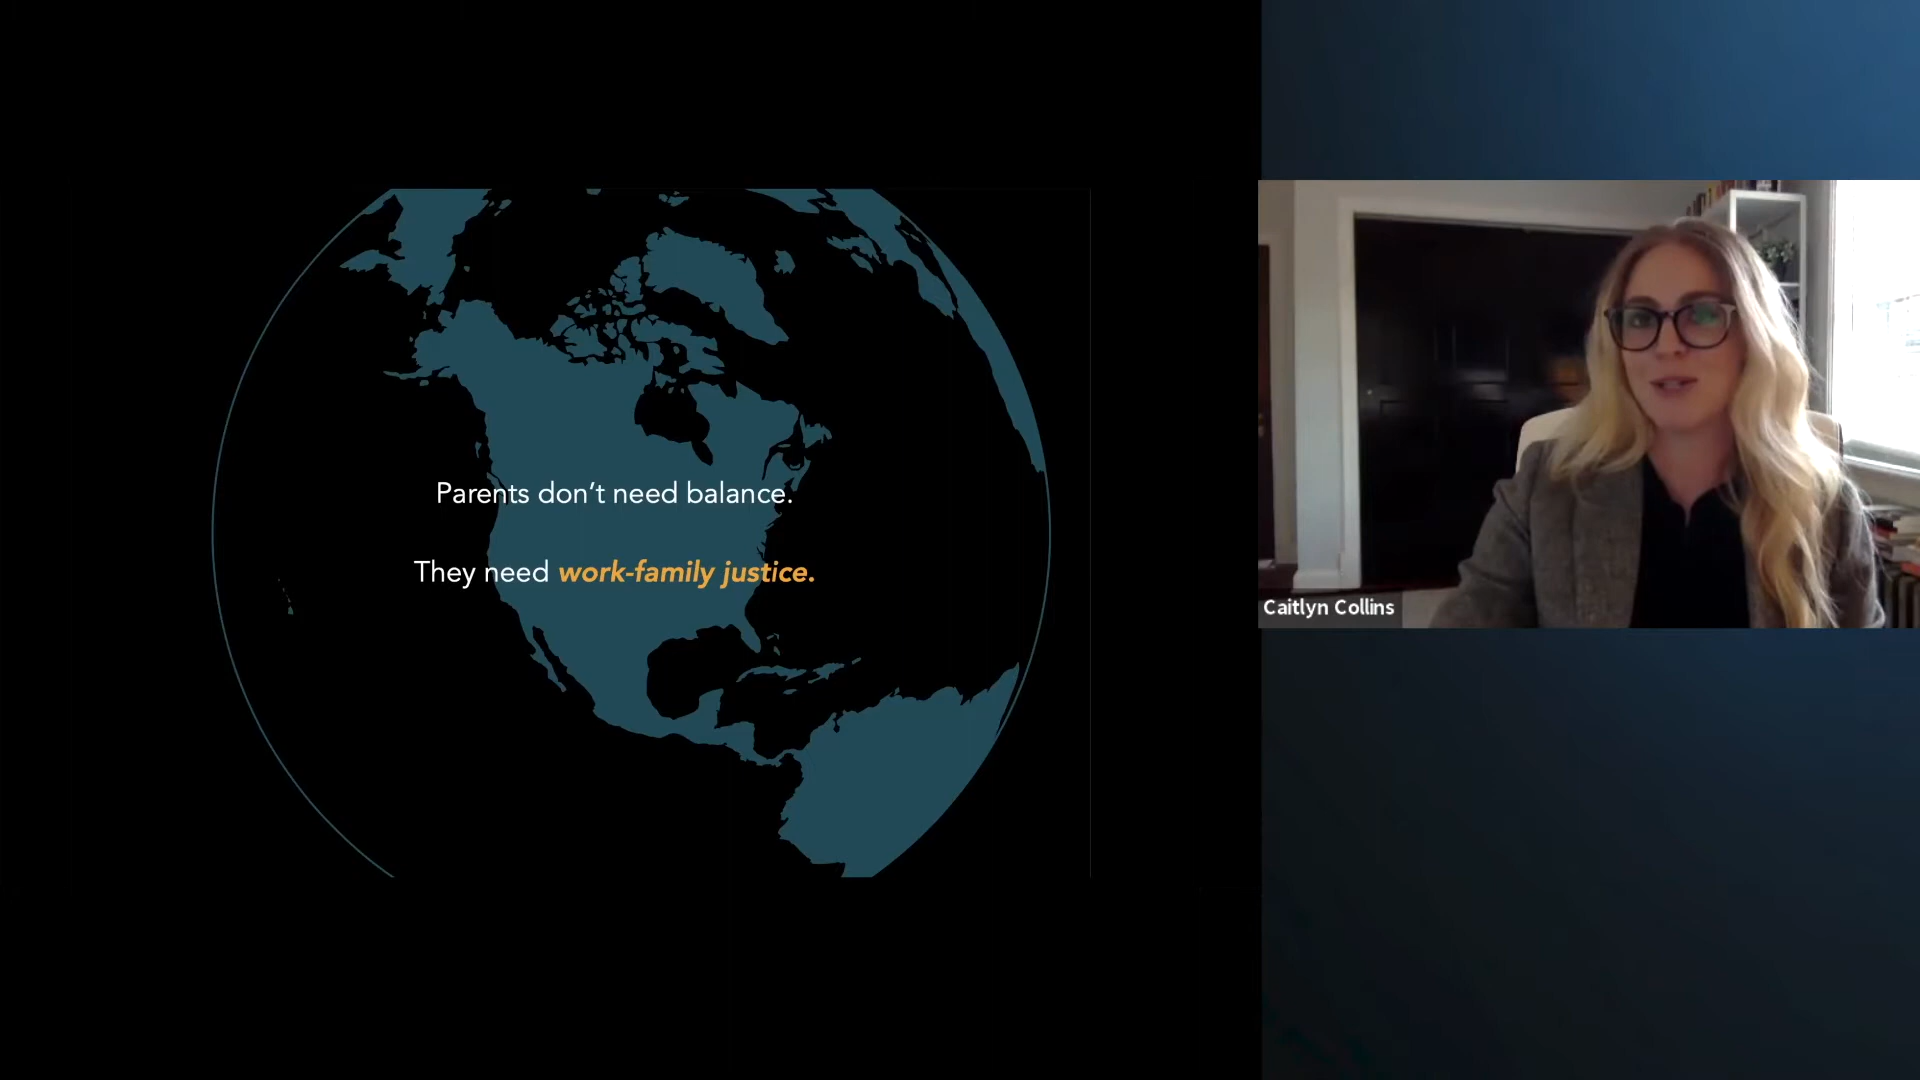 Parents don’t need balance.
They need work-family justice.
Caitlyn Collins